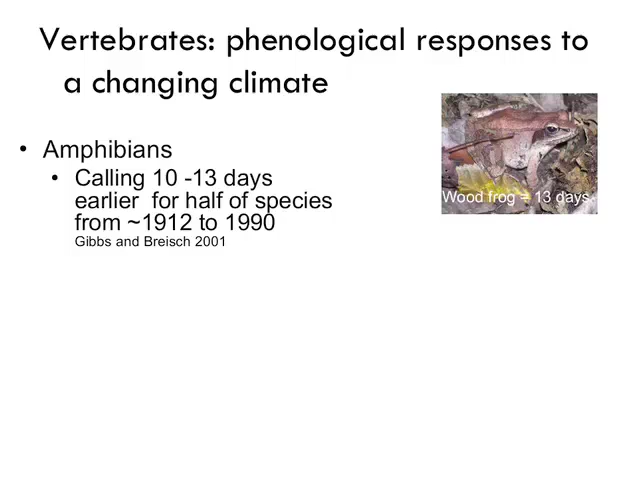 Vertebrates: phenological responses to
a changing climate
• Amphibians
• Calling 10 -13 days
earlier for half of species
from ~1912 to 1990
Gibbs and Breisch 2001
Wood frog = 13 days